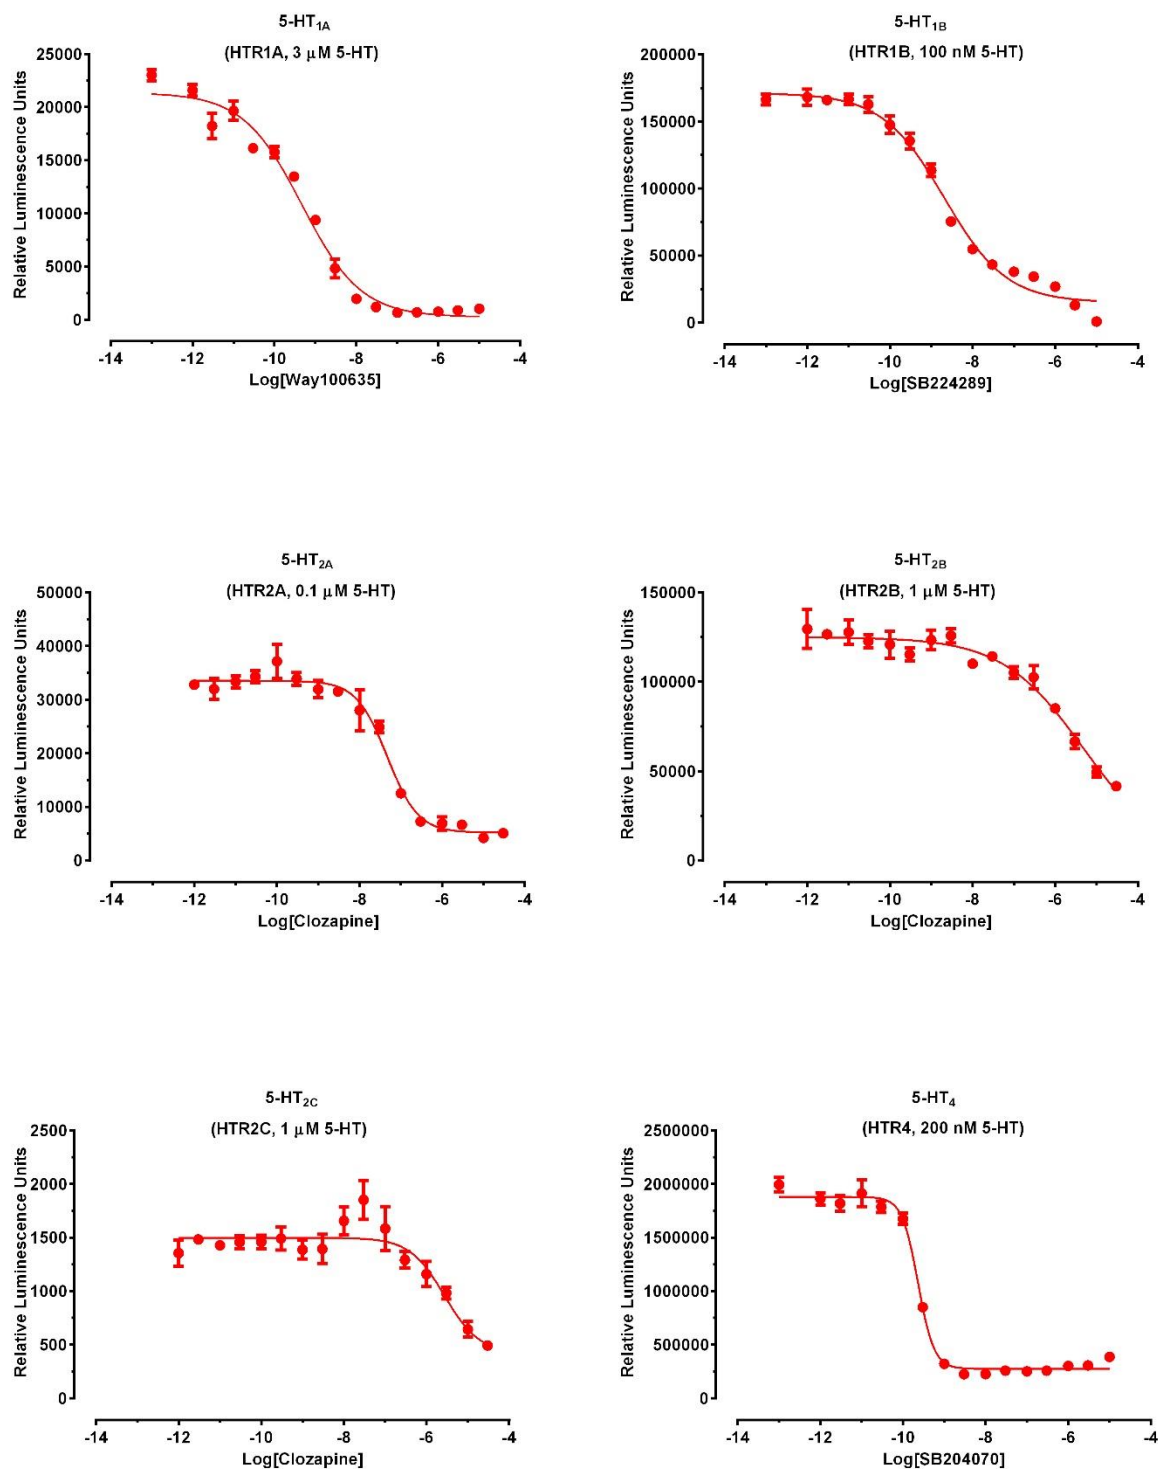 5-HT1A
(HTR1A, 3 μM 5-HT)
25000
20000
15000
10000
5000
0
Relative Luminescence Units
-14 -12 -10 -8 -6 -4
Log[Way100635]
5-HT1B
(HTR1B, 100 nM 5-HT)
200000
150000
100000
50000
0
Relative Luminescence Units
-14 -12 -10 -8 -6 -4
Log[SB224289]
5-HT2A
(HTR2A, 0.1 μM 5-HT)
50000
40000
30000
20000
10000
0
Relative Luminescence Units
-14 -12 -10 -8 -6 -4
Log[Clozapine]
5-HT2B
(HTR2B, 1 μM 5-HT)
150000
100000
50000
0
Relative Luminescence Units
-14 -12 -10 -8 -6 -4
Log[Clozapine]
5-HT2C
(HTR2C, 1 μM 5-HT)
2500
2000
1500
1000
500
0
Relative Luminescence Units
-14 -12 -10 -8 -6 -4
Log[Clozapine]
5-HT4
(HTR4, 200 nM 5-HT)
2500000
2000000
1500000
1000000
500000
0
Relative Luminescence Units
-14 -12 -10 -8 -6 -4
Log[SB204070]